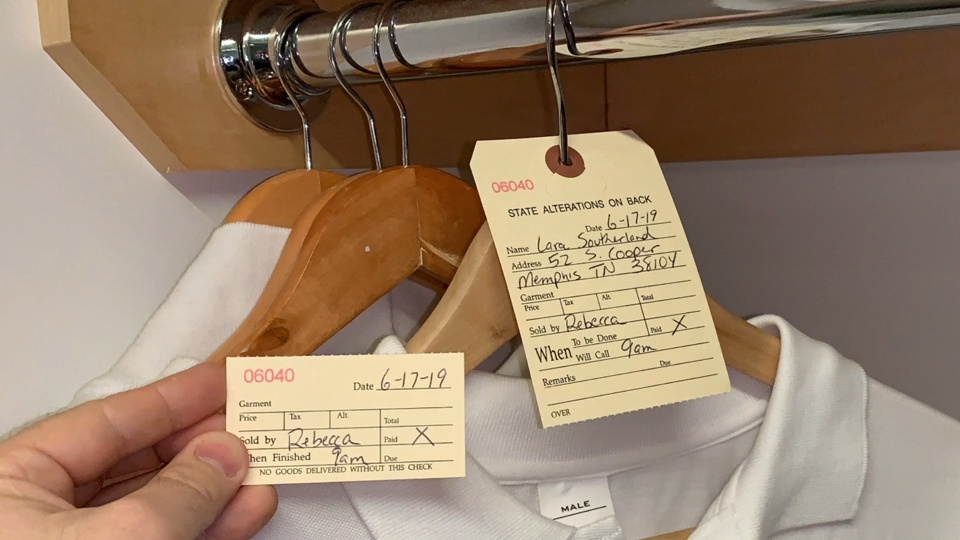 06040
STATE ALTERATIONS ON BACK
Date 6-17-19
Name Lara Southerland
Address 52 S. Cooper
Memphis TN 38104
Garment
Price Tax Alt. Total
Sold by Rebecca Paid X
When To be Done
Will Call 9am
Remarks Due
OVER
06040
Date 6-17-19
Garment
Price Tax Alt Total
Sold by Rebecca Paid X
hen Finished 9am Due
NO GOODS DELIVERED WITHOUT THIS CHECK
MALE